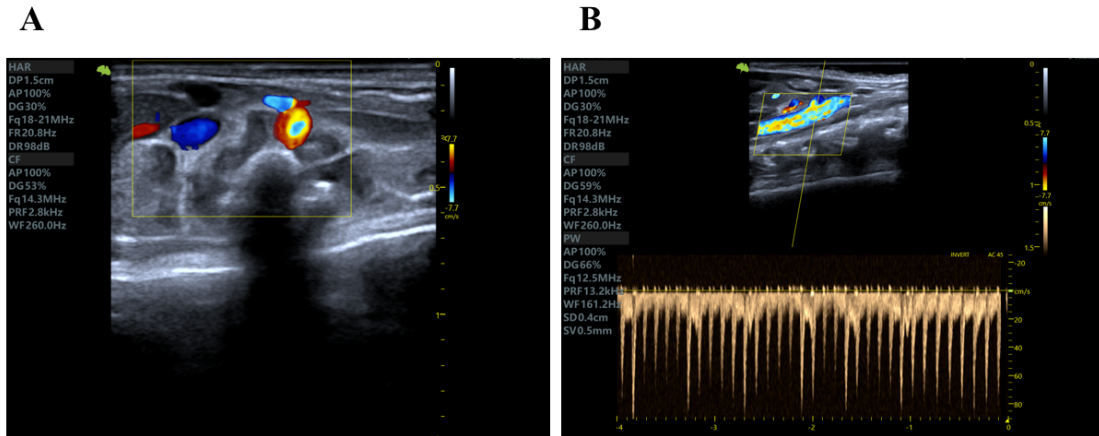 A
HAR
DP1.5cm
AP100%
DG30%
Fq18-21MHz
FR20.8Hz
DR98dB
CF
AP100%
DG53%
Fq14.3MHz
PRF2.8kHz
WF260.0Hz
0
7.7
0.5
-7.7
cm/s
1
B
HAR
DP1.5cm
AP100%
DG30%
Fq18-21MHz
FR20.8Hz
DR98dB
CF
AP100%
DG59%
Fq14.3MHz
PRF2.8kHz
WF260.0Hz
PW
AP100%
DG66%
Fq12.5MHz
PRF13.2kHz
WF161.2Hz
SD0.4cm
SV0.5mm
0
0.5
7.7
1
-7.7
cm/s
1.5
INVERT AC 45
-20
cm/s
20
40
60
80
-4 -3 -2 -1 0